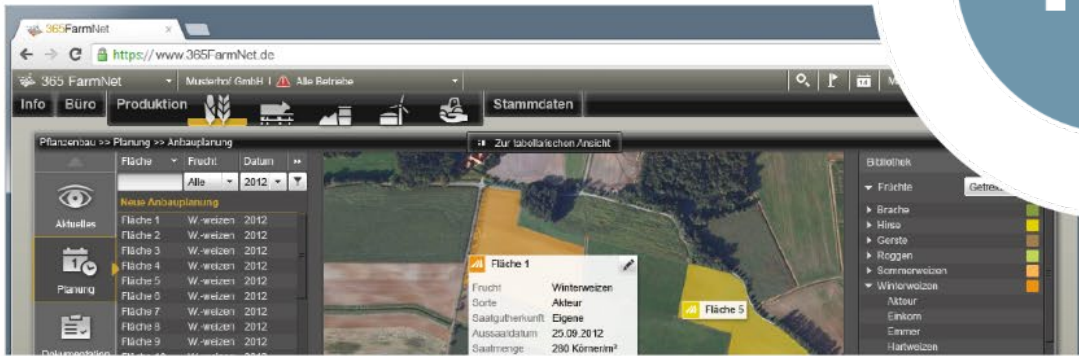 365FarmNet
https://www.365FarmNet.de
365 FarmNet Musterhof GmbH I Alle Betriebe 14
Info Büro Produktion Stammdaten
Pflanzenbau >> Planung >> Anbauplanung Zur tabellarischen Ansicht
Fläche Frucht Datum
Alle 2012
Neue Anbauplanung
Fläche 1 W.-weizen 2012
Fläche 2 W.-weizen 2012
Fläche 3 W.-weizen 2012
Fläche 4 W.-weizen 2012
Fläche 5 W.-weizen 2012
Fläche 6 W.-weizen 2012
Fläche 7 W.-weizen 2012
Fläche 8 W.-weizen 2012
Fläche 9 W.-weizen 2012
Aktuelles
1
Planung
Dokumentation
Fläche 1
Frucht Winterweizen
Sorte Akteur
Saatgutherkunft Eigene
Aussaatdatum 25.09.2012
Saatmenge 280 Körner/m²
Fläche 5
Bibliothek
Früchte
Brache
Hirse
Gerste
Roggen
Sommerweizen
Winterweizen
Akteur
Einkorn
Emmer
Hartweizen